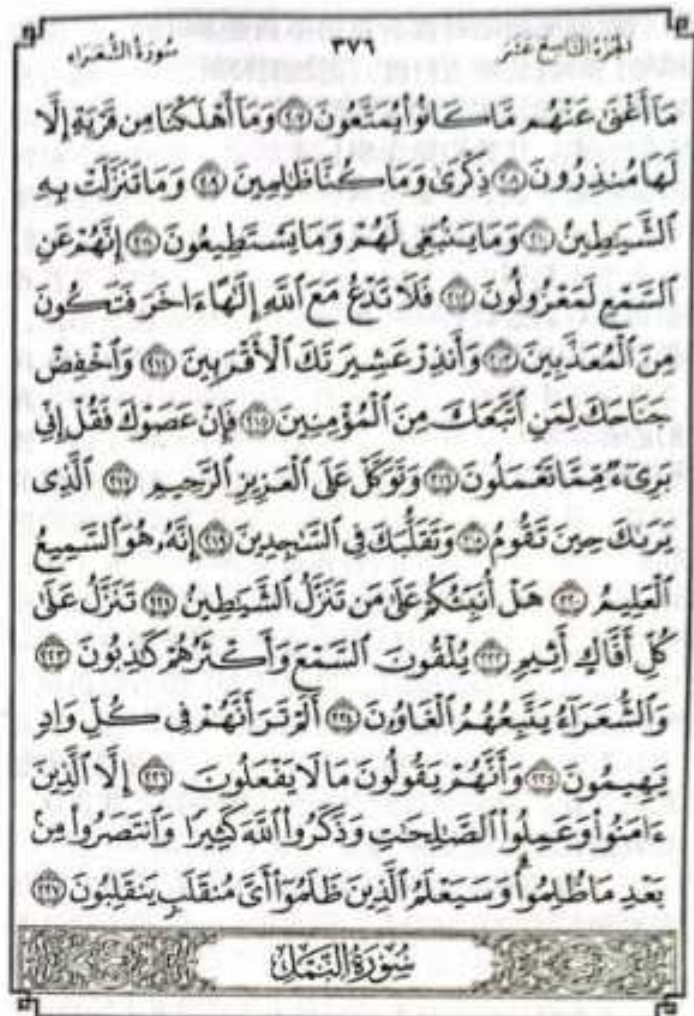 الجزء التاسع عشر ٣٧٦ سورة الشعراء
مَآ أَغْنَىٰ عَنْهُم مَّا كَانُوا۟ يُمَتَّعُونَ ٢٠٧ وَمَآ أَهْلَكْنَا مِن قَرْيَةٍ إِلَّا
لَهَا مُنذِرُونَ ٢٠٨ ذِكْرَىٰ وَمَا كُنَّا ظَٰلِمِينَ ٢٠٩ وَمَا تَنَزَّلَتْ بِهِ
ٱلشَّيَٰطِينُ ٢١٠ وَمَا يَنۢبَغِى لَهُمْ وَمَا يَسْتَطِيعُونَ ٢١١ إِنَّهُمْ عَنِ
ٱلسَّمْعِ لَمَعْزُولُونَ ٢١٢ فَلَا تَدْعُ مَعَ ٱللَّهِ إِلَٰهًا ءَاخَرَ فَتَكُونَ
مِنَ ٱلْمُعَذَّبِينَ ٢١٣ وَأَنذِرْ عَشِيرَتَكَ ٱلْأَقْرَبِينَ ٢١٤ وَٱخْفِضْ
جَنَاحَكَ لِمَنِ ٱتَّبَعَكَ مِنَ ٱلْمُؤْمِنِينَ ٢١٥ فَإِنْ عَصَوْكَ فَقُلْ إِنِّى
بَرِىٓءٌ مِّمَّا تَعْمَلُونَ ٢١٦ وَتَوَكَّلْ عَلَى ٱلْعَزِيزِ ٱلرَّحِيمِ ٢١٧ ٱلَّذِى
يَرَىٰكَ حِينَ تَقُومُ ٢١٨ وَتَقَلُّبَكَ فِى ٱلسَّٰجِدِينَ ٢١٩ إِنَّهُۥ هُوَ ٱلسَّمِيعُ
ٱلْعَلِيمُ ٢٢٠ هَلْ أُنَبِّئُكُمْ عَلَىٰ مَن تَنَزَّلُ ٱلشَّيَٰطِينُ ٢٢١ تَنَزَّلُ عَلَىٰ
كُلِّ أَفَّاكٍ أَثِيمٍ ٢٢٢ يُلْقُونَ ٱلسَّمْعَ وَأَكْثَرُهُمْ كَٰذِبُونَ ٢٢٣
وَٱلشُّعَرَآءُ يَتَّبِعُهُمُ ٱلْغَاوُۥنَ ٢٢٤ أَلَمْ تَرَ أَنَّهُمْ فِى كُلِّ وَادٍ
يَهِيمُونَ ٢٢٥ وَأَنَّهُمْ يَقُولُونَ مَا لَا يَفْعَلُونَ ٢٢٦ إِلَّا ٱلَّذِينَ
ءَامَنُوا۟ وَعَمِلُوا۟ ٱلصَّٰلِحَٰتِ وَذَكَرُوا۟ ٱللَّهَ كَثِيرًا وَٱنتَصَرُوا۟ مِنۢ
بَعْدِ مَا ظُلِمُوا۟ وَسَيَعْلَمُ ٱلَّذِينَ ظَلَمُوٓا۟ أَىَّ مُنقَلَبٍ يَنقَلِبُونَ ٢٢٧
سُورَةُ النَّمْلِ